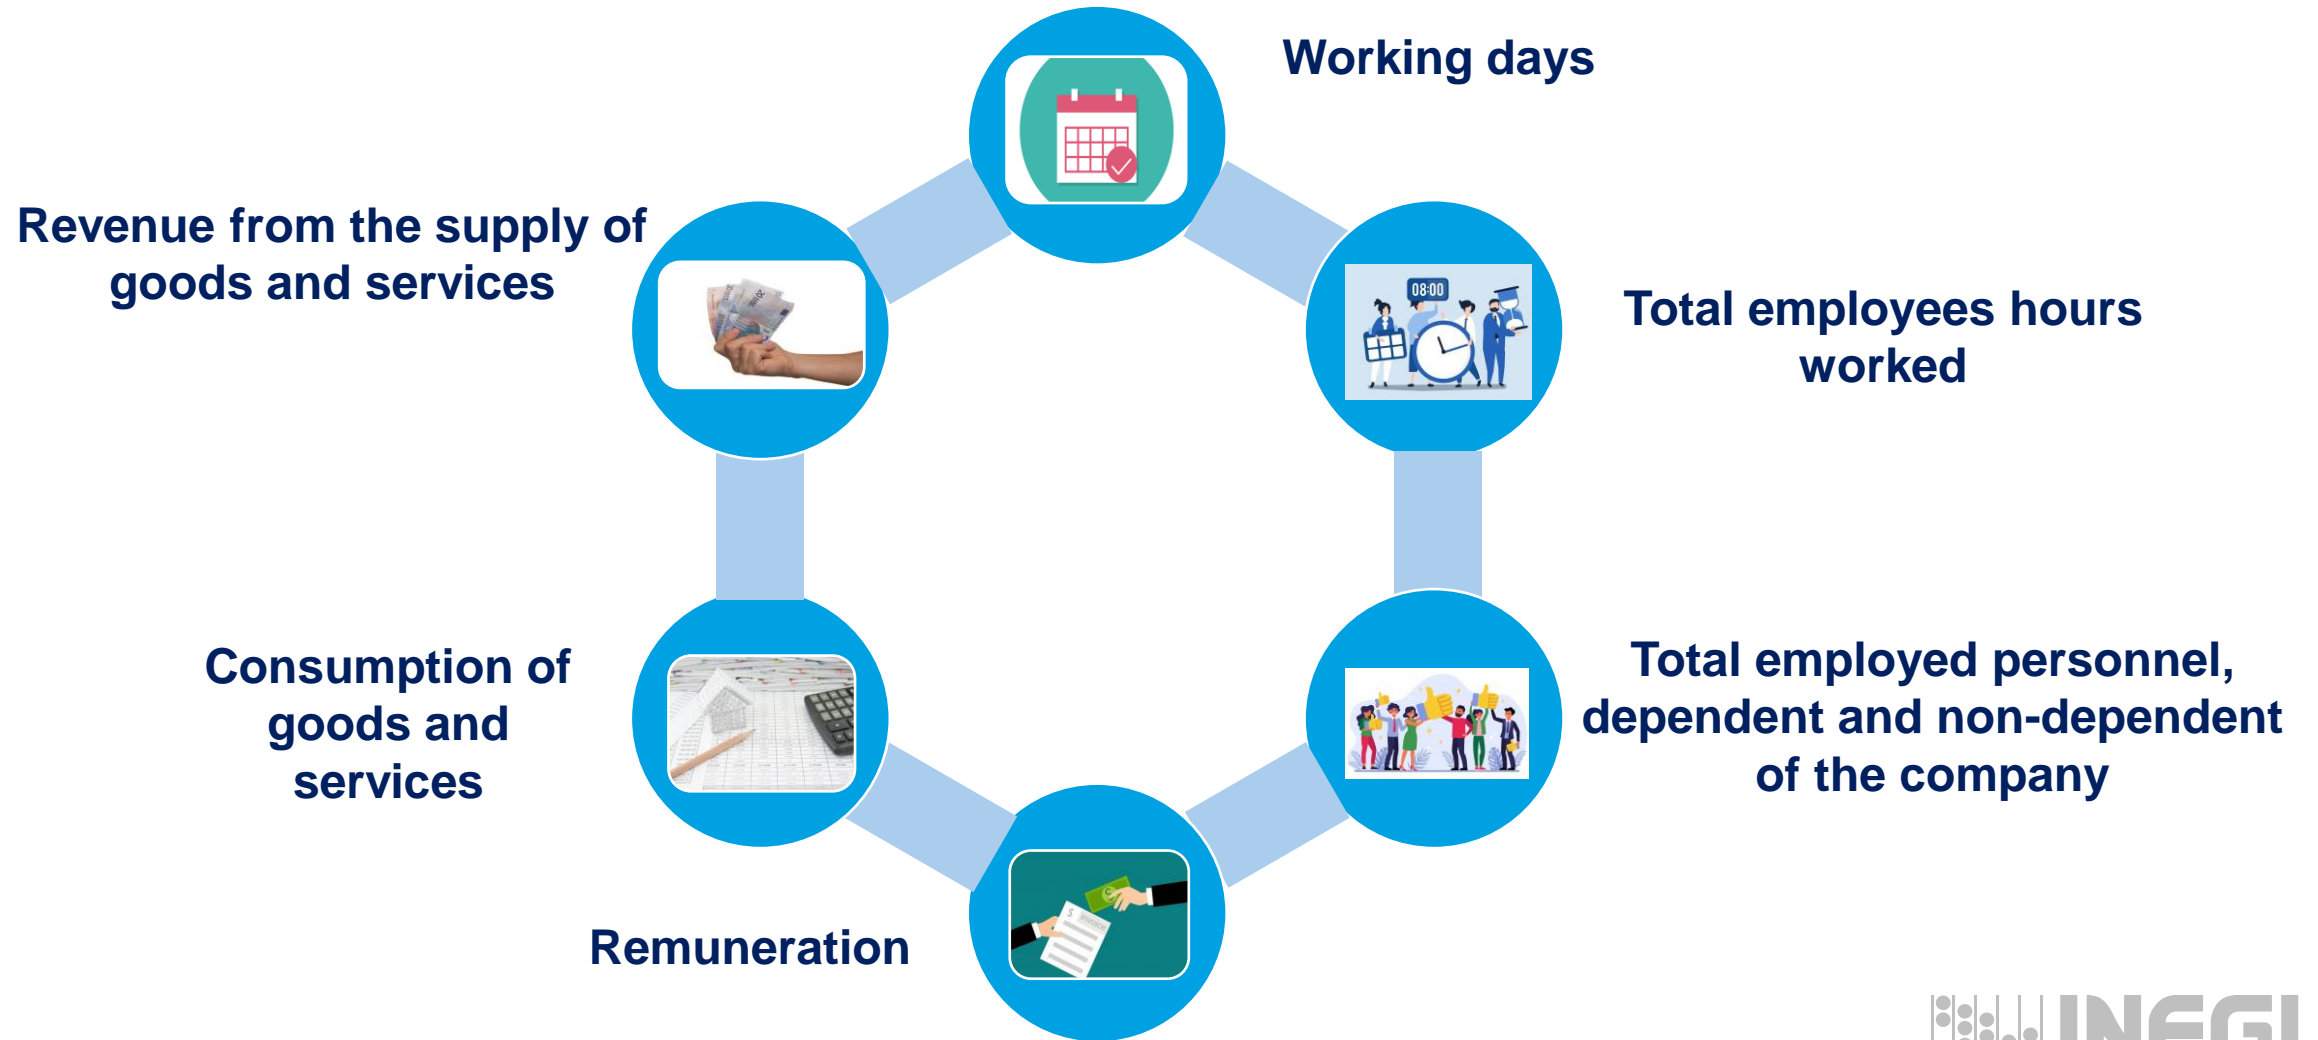 Working days
Revenue from the supply of
goods and services
08:00
Total employees hours
worked
Consumption of
goods and
services
Total employed personnel,
dependent and non-dependent
of the company
Remuneration
$
INVOICE
INEGI